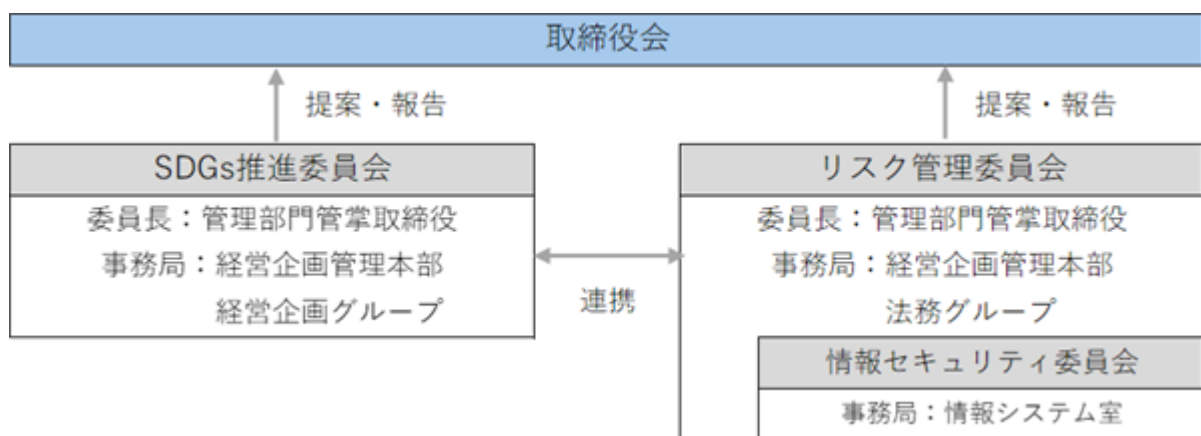 取締役会
提案・報告
提案・報告
SDGs推進委員会
委員長：管理部門管掌取締役
事務局：経営企画管理本部
経営企画グループ
連携
リスク管理委員会
委員長：管理部門管掌取締役
事務局：経営企画管理本部
法務グループ
情報セキュリティ委員会
事務局：情報システム室